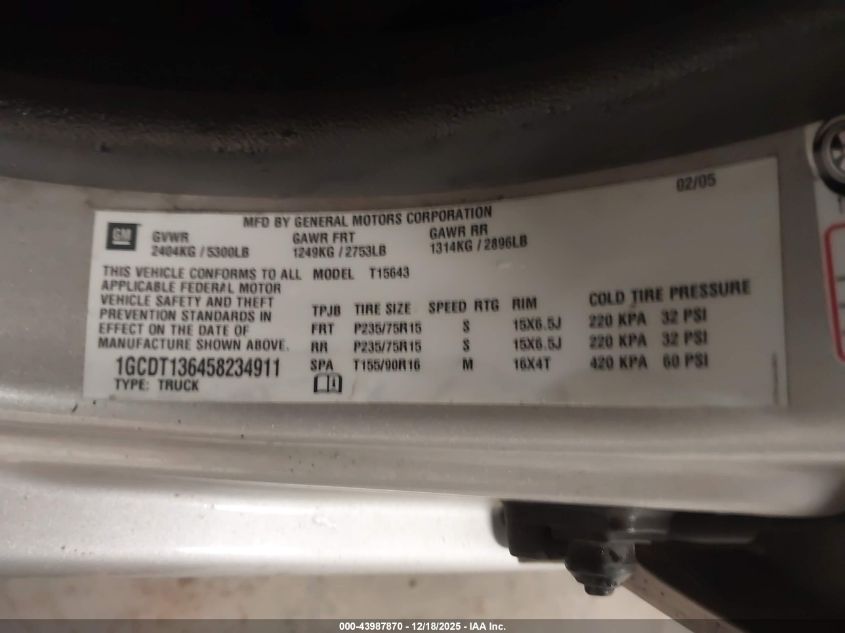 02/05
GM
MFD BY GENERAL MOTORS CORPORATION
GVWR GAWR FRT GAWR RR
2404KG / 5300LB 1249KG / 2753LB 1314KG / 2896LB
THIS VEHICLE CONFORMS TO ALL
APPLICABLE FEDERAL MOTOR
VEHICLE SAFETY AND THEFT
PREVENTION STANDARDS IN
EFFECT ON THE DATE OF
MANUFACTURE SHOWN ABOVE.
1GCDT136458234911
TYPE: TRUCK
MODEL T15643
TPJB TIRE SIZE SPEED RTG RIM COLD TIRE PRESSURE
FRT P235/75R15 S 15X6.5J 220 KPA 32 PSI
RR P235/75R15 S 15X6.5J 220 KPA 32 PSI
SPA T155/90R16 M 16X4T 420 KPA 60 PSI
000-43987870 - 12/18/2025 - IAA Inc.